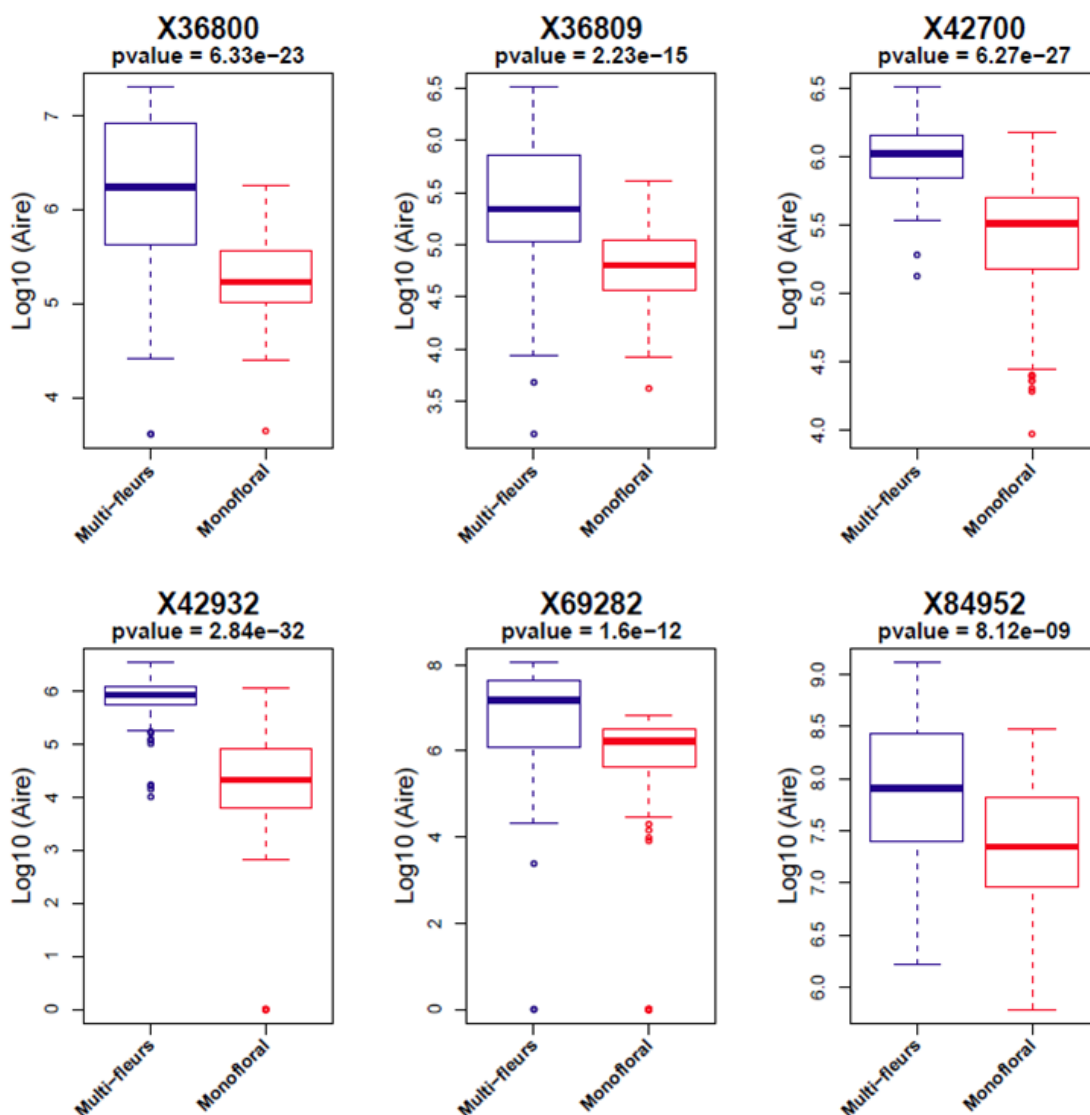 X36800
pvalue = 6.33e−23
Log10 (Aire)
7
6
5
4
Multi−fleurs
Monofloral
X36809
pvalue = 2.23e−15
Log10 (Aire)
6.5
6.0
5.5
5.0
4.5
4.0
3.5
Multi−fleurs
Monofloral
X42700
pvalue = 6.27e−27
Log10 (Aire)
6.5
6.0
5.5
5.0
4.5
4.0
Multi−fleurs
Monofloral
X42932
pvalue = 2.84e−32
Log10 (Aire)
6
5
4
3
2
1
0
Multi−fleurs
Monofloral
X69282
pvalue = 1.6e−12
Log10 (Aire)
8
6
4
2
0
Multi−fleurs
Monofloral
X84952
pvalue = 8.12e−09
Log10 (Aire)
9.0
8.5
8.0
7.5
7.0
6.5
6.0
Multi−fleurs
Monofloral